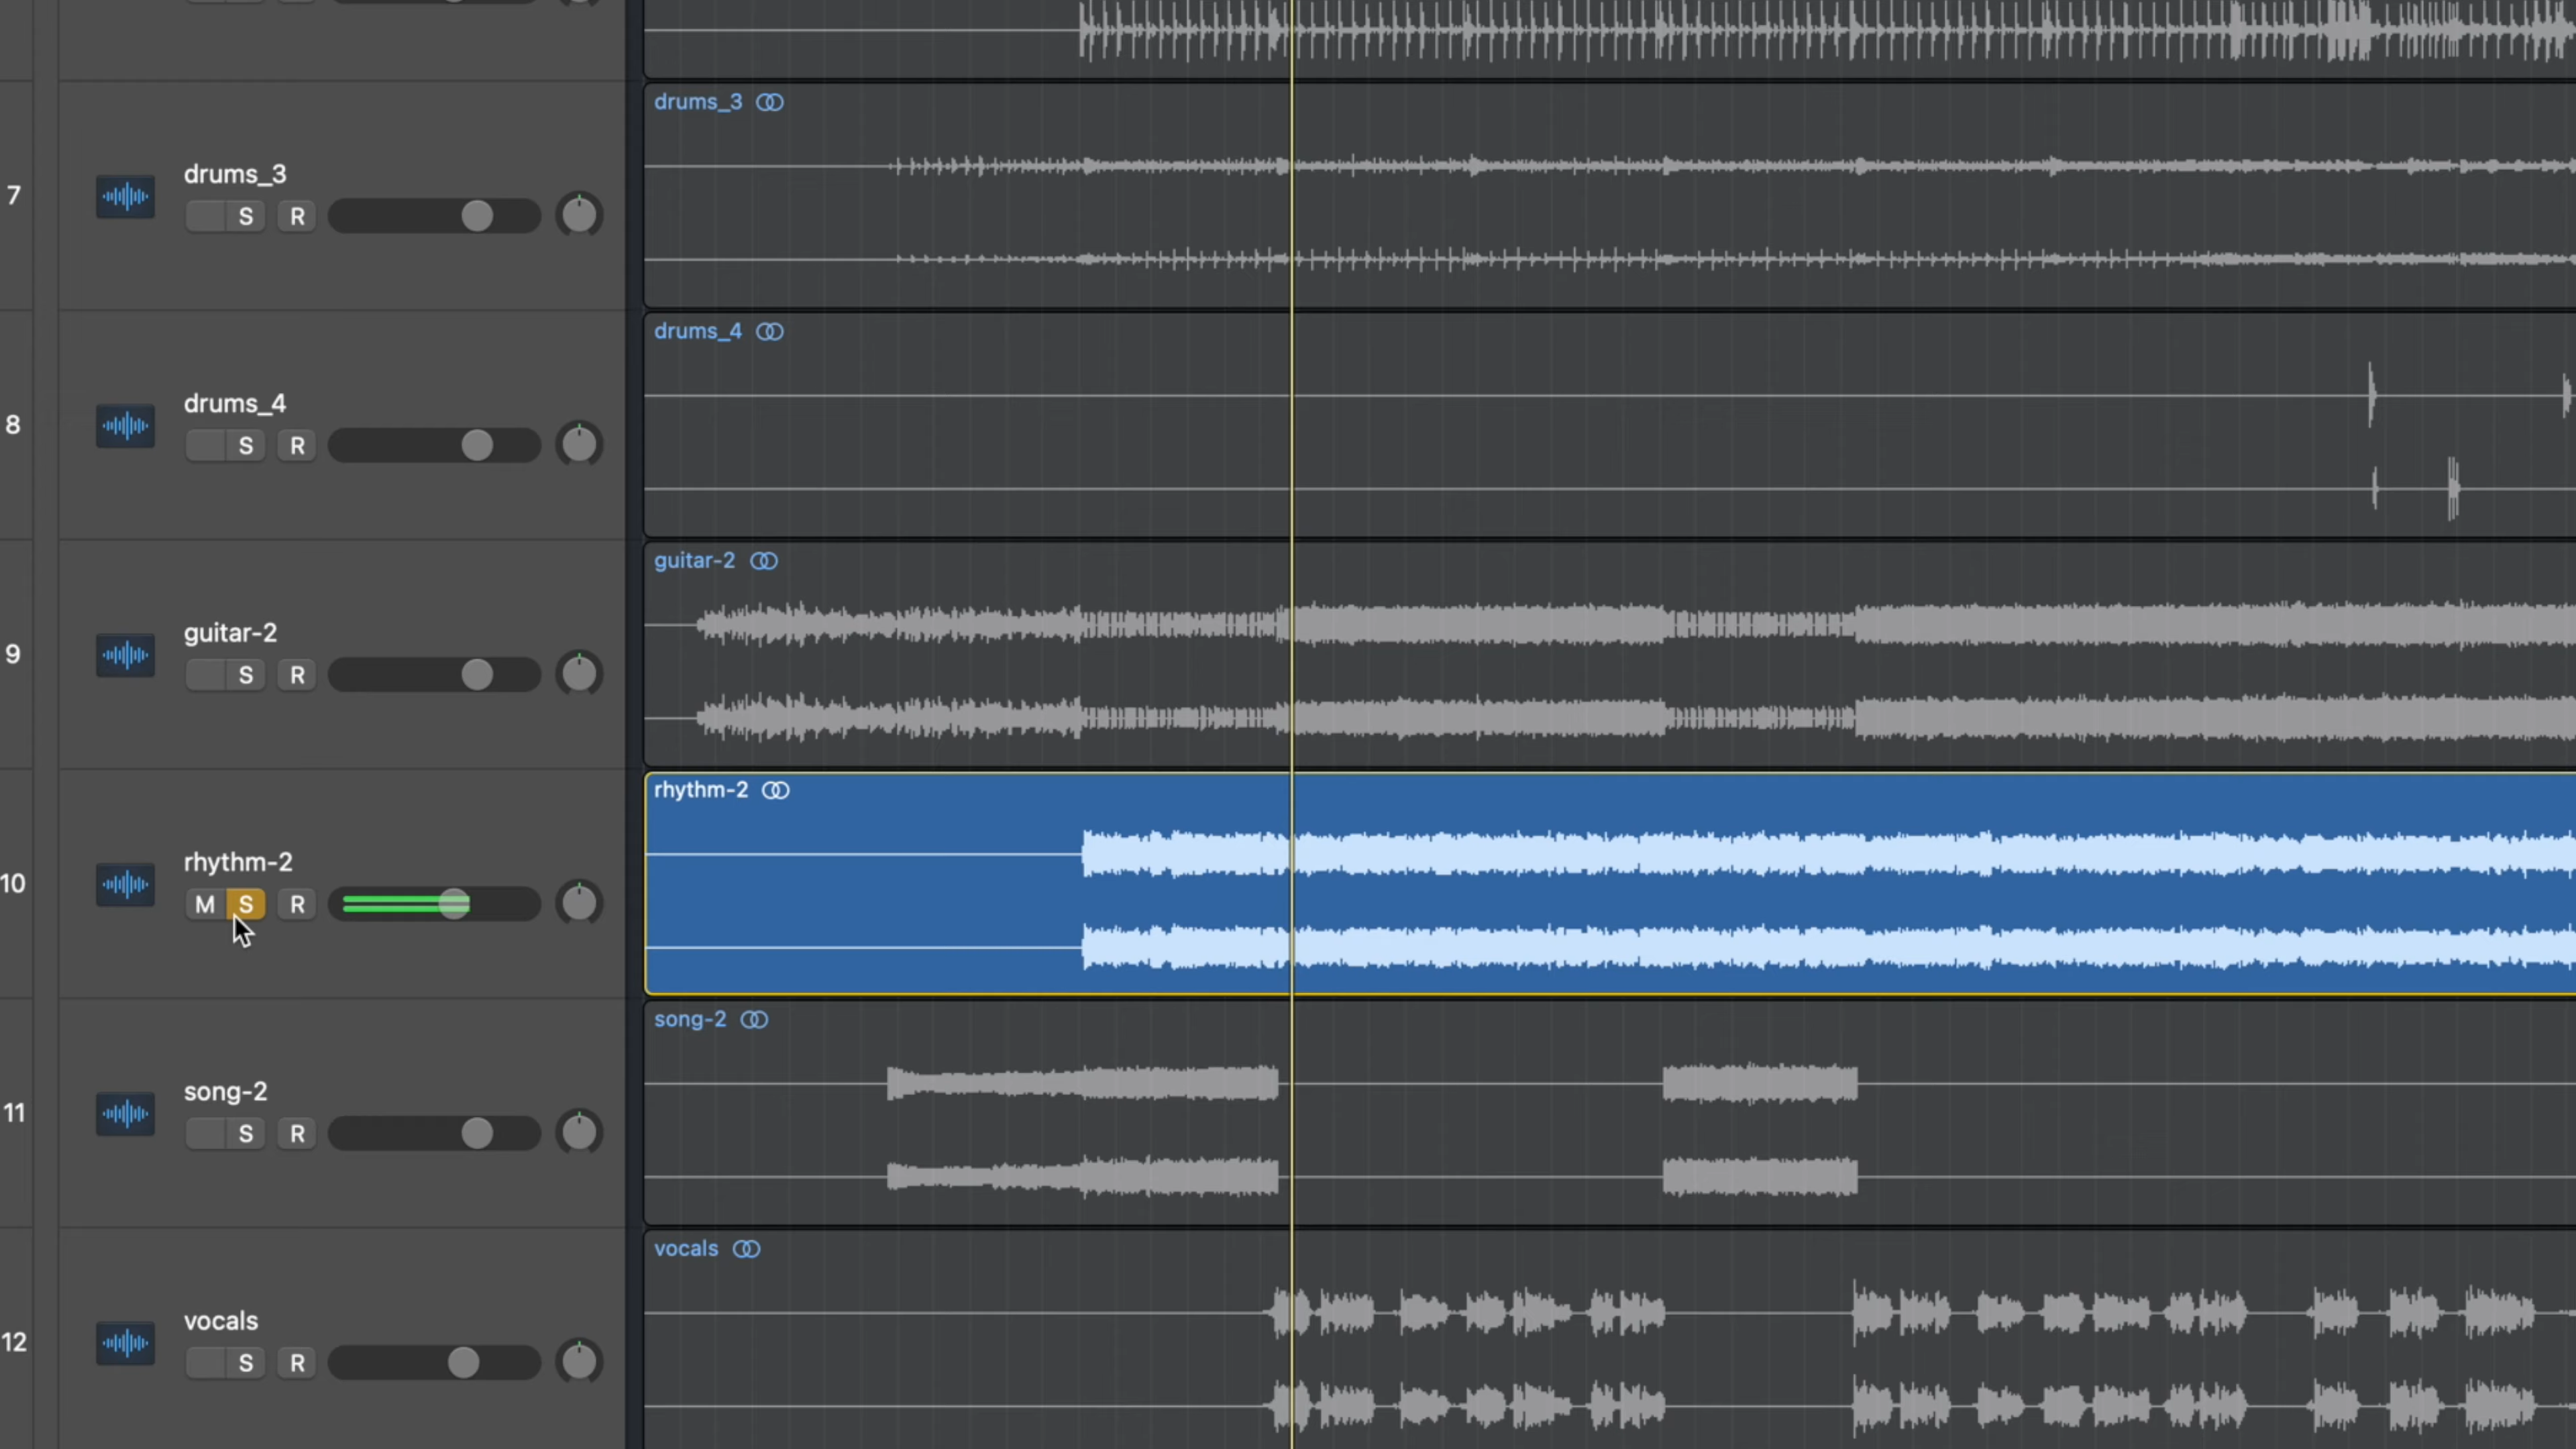 drums_3
7
drums_3
S R
drums_4
8
drums_4
S R
guitar-2
9
guitar-2
S R
rhythm-2
10
rhythm-2
M S R
song-2
11
song-2
S R
vocals
12
vocals
S R